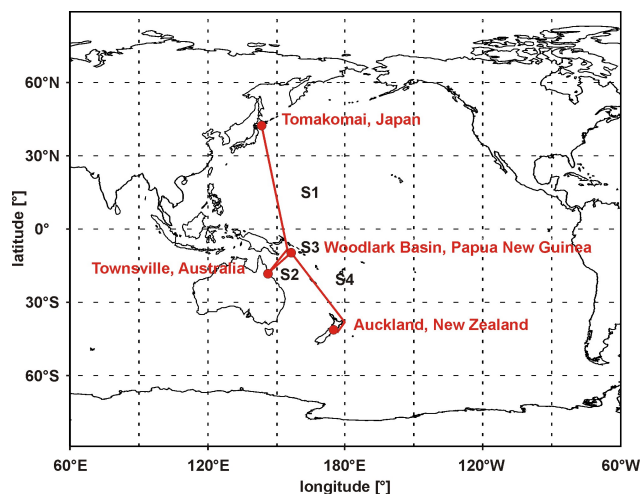 60°N
Tomakomai, Japan
30°N
S1
latitude [°]
0°
S3 Woodlark Basin, Papua New Guinea
Townsville, Australia
S2
S4
30°S
Auckland, New Zealand
60°S
60°E 120°E 180°E 120°W 60°W
longitude [°]